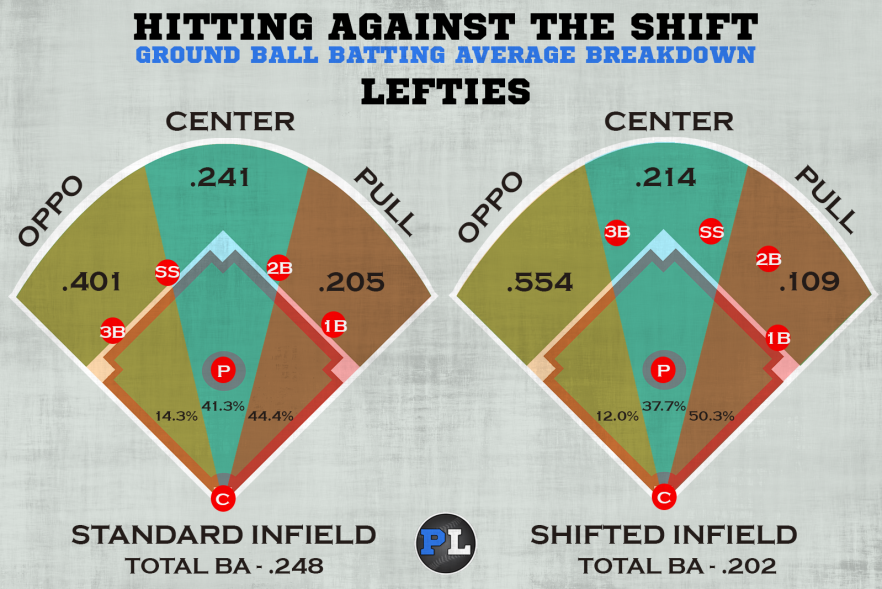 HITTING AGAINST THE SHIFT
GROUND BALL BATTING AVERAGE BREAKDOWN
LEFTIES
CENTER
OPPO
PULL
.241
.401
.205
SS
2B
3B
1B
P
14.3%
41.3%
44.4%
C
STANDARD INFIELD
TOTAL BA - .248
CENTER
OPPO
PULL
.214
.554
.109
3B
SS
2B
1B
P
12.0%
37.7%
50.3%
C
SHIFTED INFIELD
TOTAL BA - .202
PL